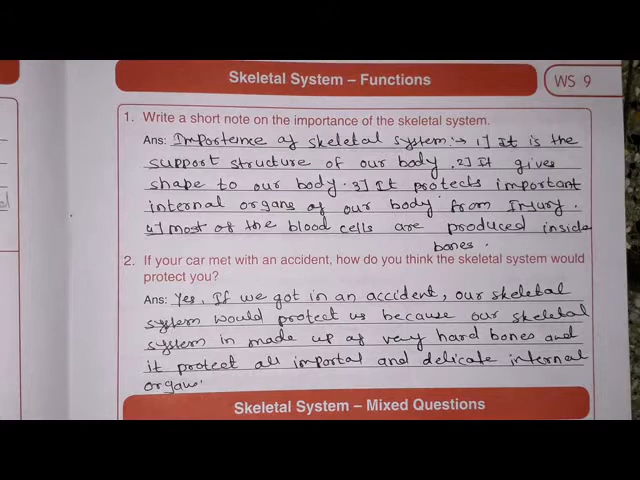 Skeletal System – Functions
WS 9
1. Write a short note on the importance of the skeletal system.
Ans: Importence of skeletal system :→ 1] It is the
support structure of our body. 2] It gives
shape to our body. 3] It protects important
internal organs of our body from Injury.
4] most of the blood cells are produced inside
bones.
2. If your car met with an accident, how do you think the skeletal system would
protect you?
Ans: Yes, If we got in an accident, our skeletal
system would protect us because our skeletal
system in made up of very hard bones and
it protect all importal and delicate internal
organs.
Skeletal System – Mixed Questions